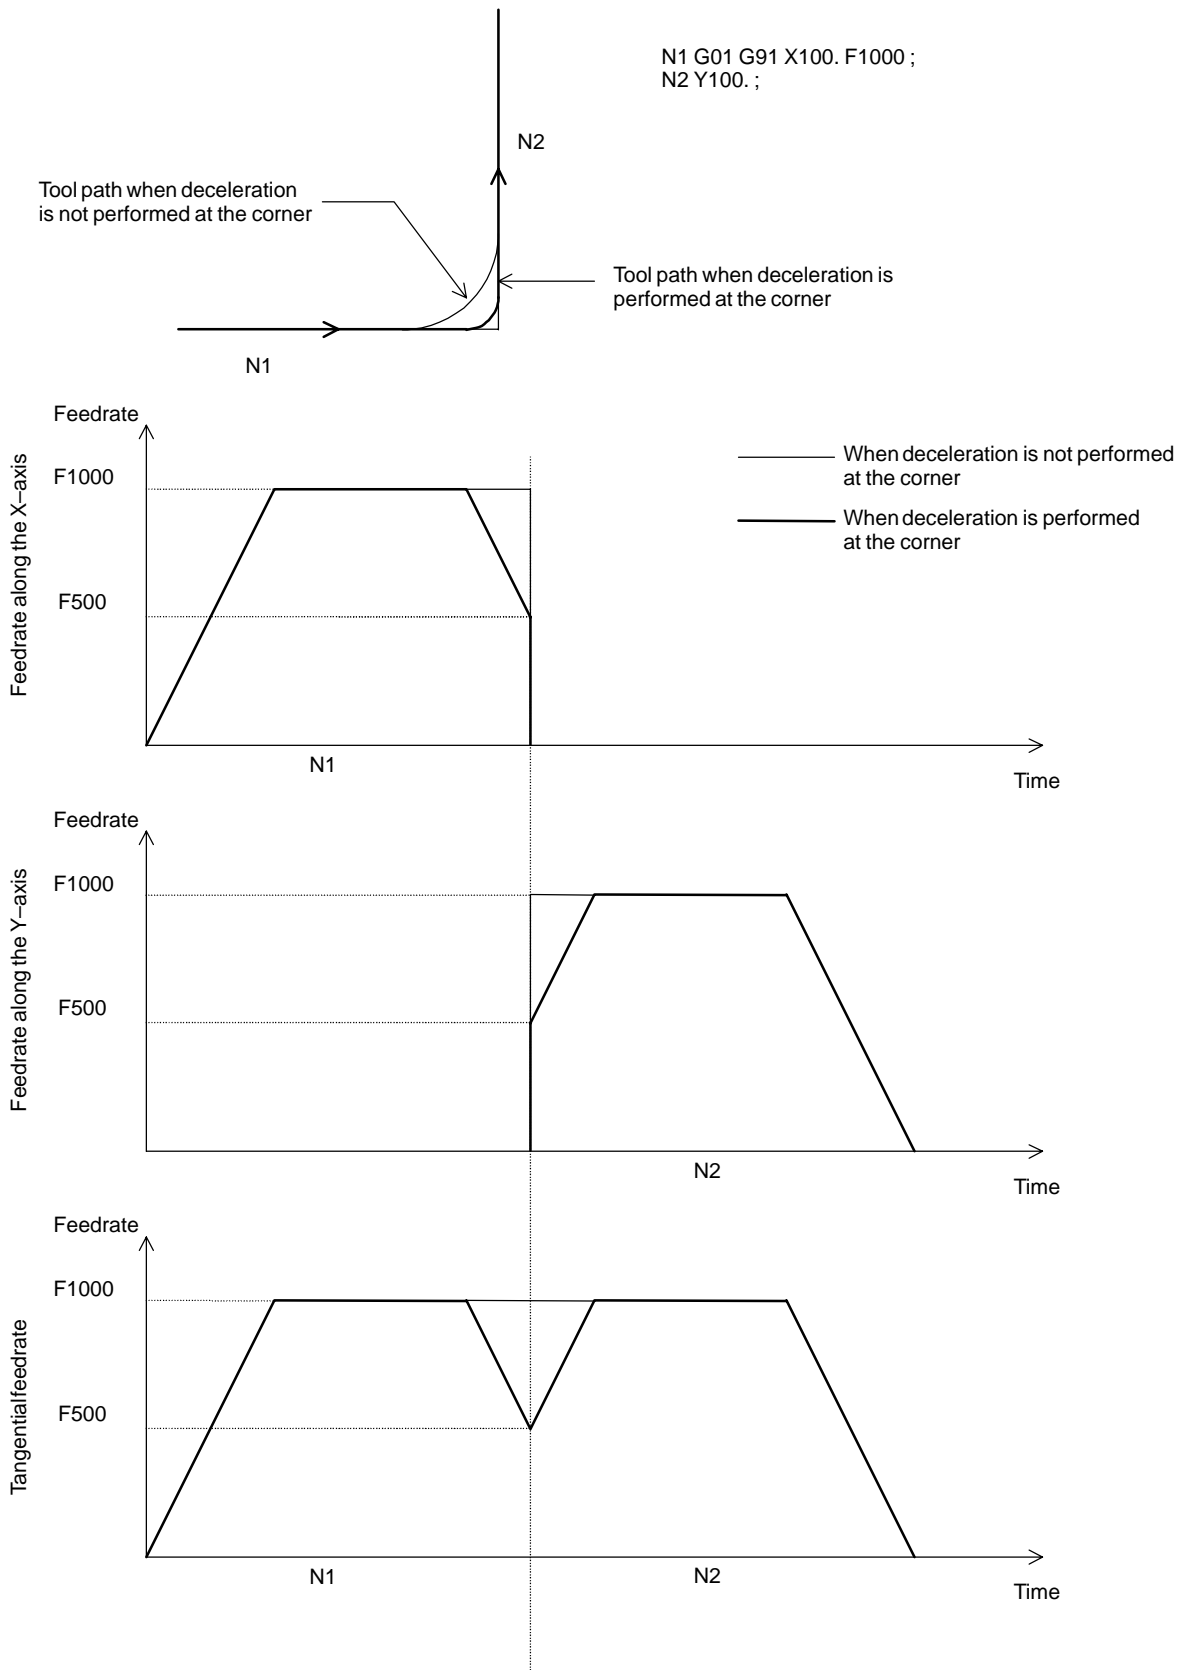 N1 G01 G91 X100. F1000 ;
N2 Y100. ;
N2
Tool path when deceleration
is not performed at the corner
Tool path when deceleration is
performed at the corner
N1
Feedrate
Feedrate along the X–axis
F1000
F500
When deceleration is not performed
at the corner
When deceleration is performed
at the corner
N1
Time
Feedrate
Feedrate along the Y–axis
F1000
F500
N2
Time
Feedrate
Tangential feedrate
F1000
F500
N1
N2
Time